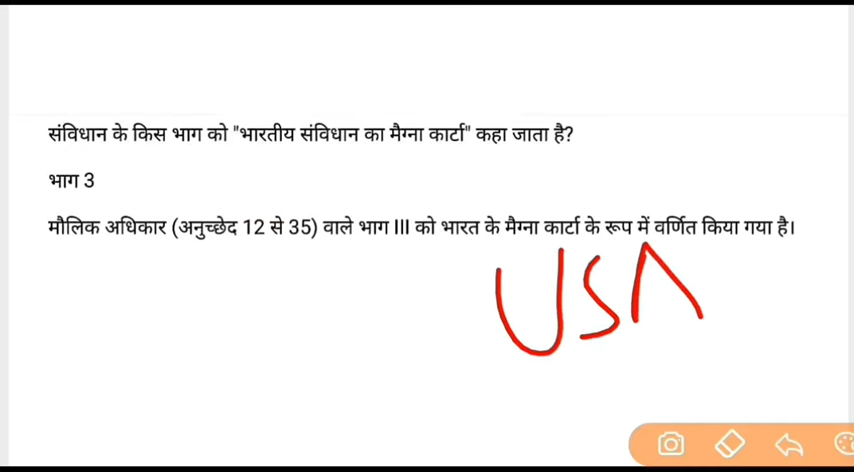 संविधान के किस भाग को "भारतीय संविधान का मैग्ना कार्टा" कहा जाता है?
भाग 3
मौलिक अधिकार (अनुच्छेद 12 से 35) वाले भाग III को भारत के मैग्ना कार्टा के रूप में वर्णित किया गया है।
USA